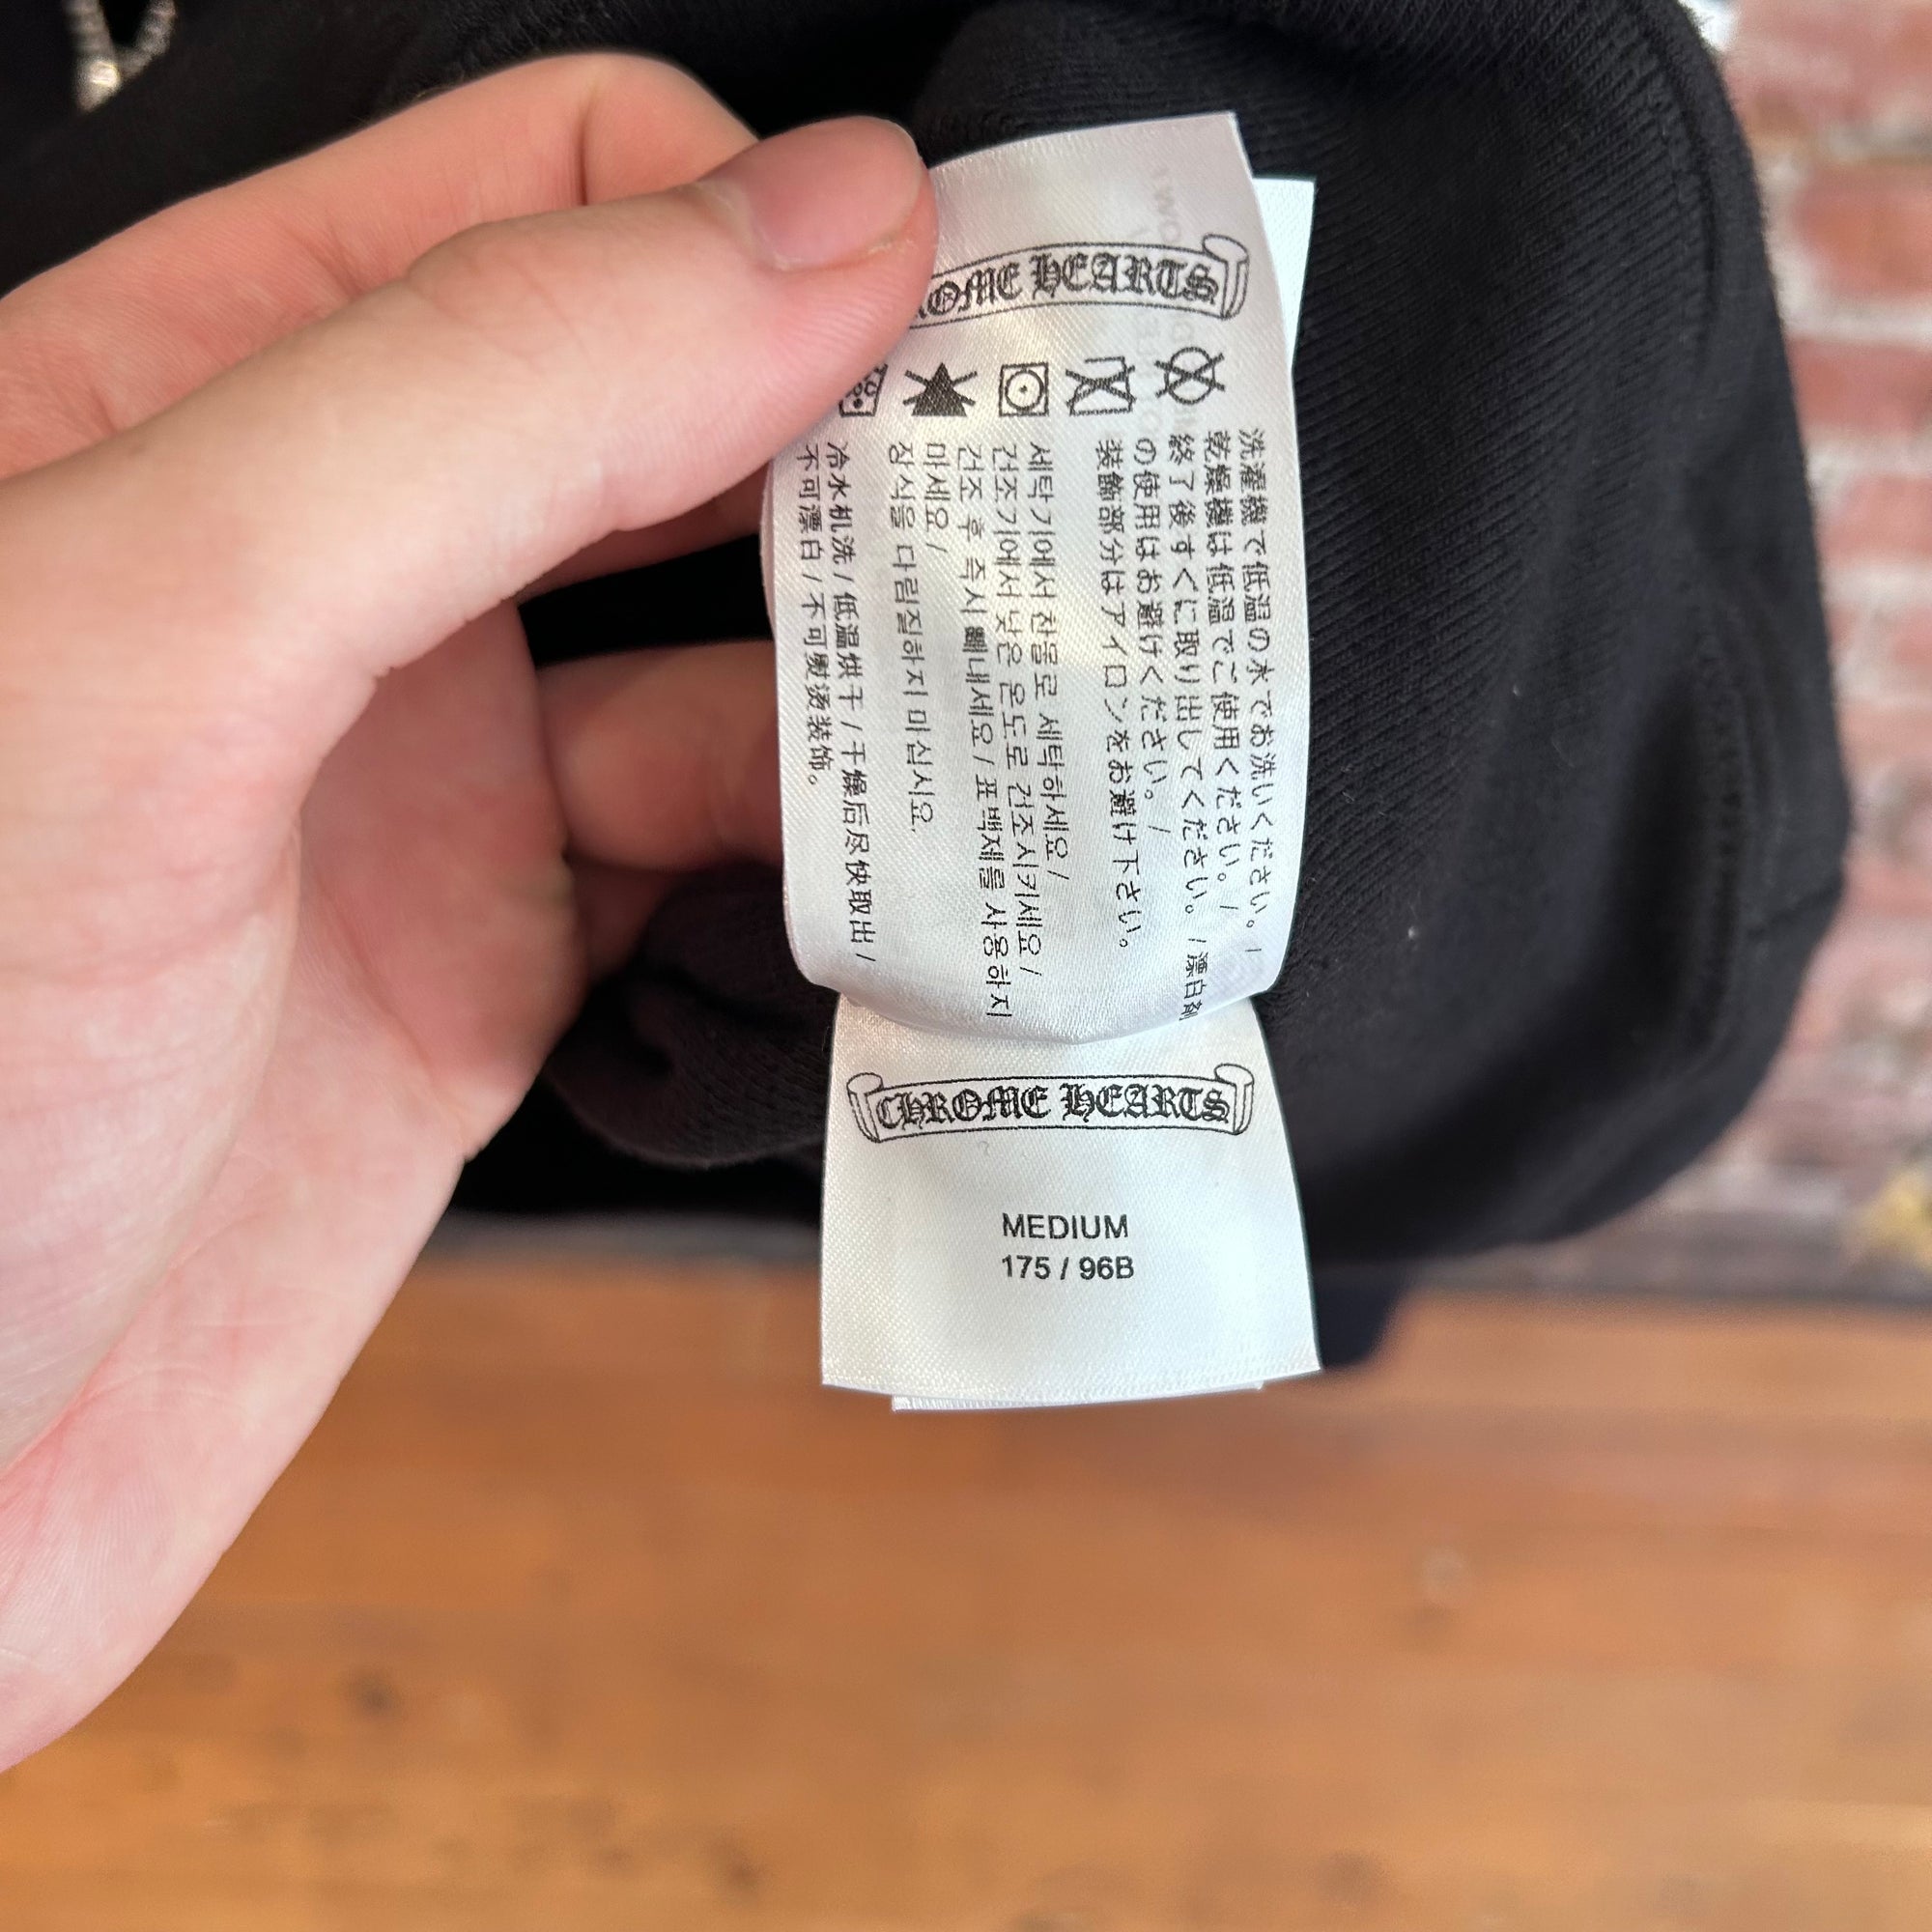 OME HEARTS
洗濯機で低温の水でお洗いください。/
乾燥機は低温でご使用ください。/
終了後すぐに取り出してください。/漂白剤
の使用はお避けください。/
装飾部分はアイロンをお避け下さい。
세탁기에서 찬물로 세탁하세요 /
건조기에서 낮은 온도로 건조시키세요 /
건조 후 즉시 빼내세요 / 표백제를 사용하지
마세요 /
장식을 다림질하지 마십시요.
冷水机洗 / 低温烘干 / 干燥后尽快取出 /
不可漂白 / 不可熨烫装饰。
CHROME HEARTS
MEDIUM
175 / 96B